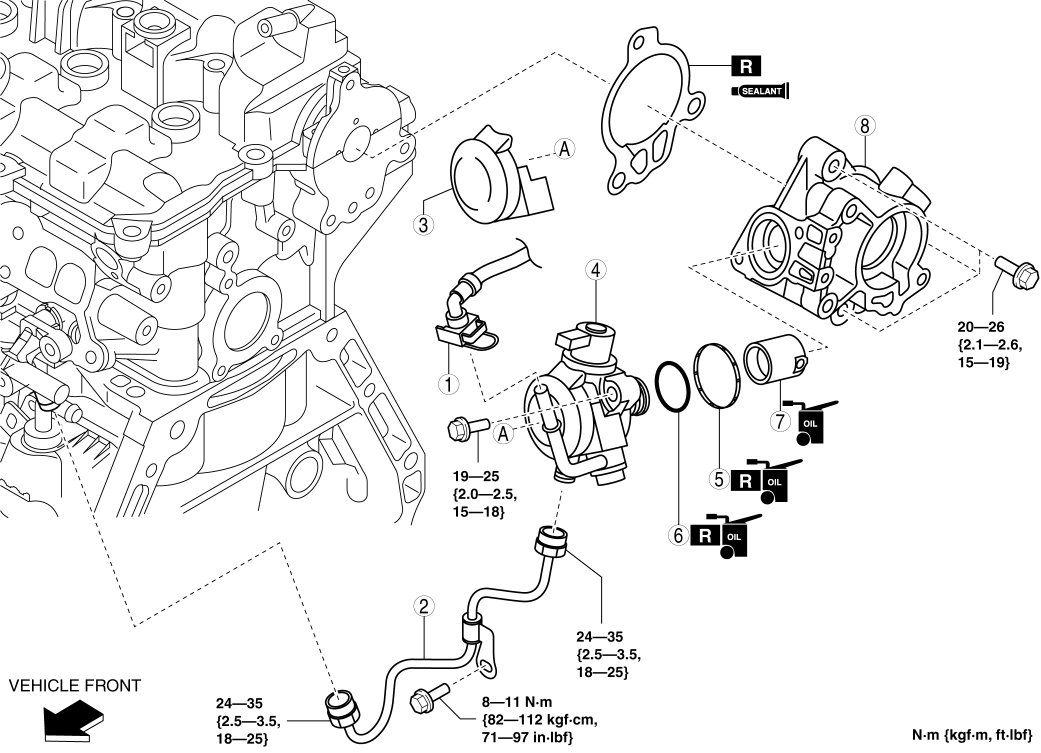 R
SEALANT
8
A
3
4
20—26
{2.1—2.6,
15—19}
1
7
OIL
A
19—25
{2.0—2.5,
15—18}
5
R
OIL
6
R
OIL
2
24—35
{2.5—3.5,
18—25}
VEHICLE FRONT
24—35
{2.5—3.5,
18—25}
8—11 N·m
{82—112 kgf·cm,
71—97 in·lbf}
N·m {kgf·m, ft·lbf}